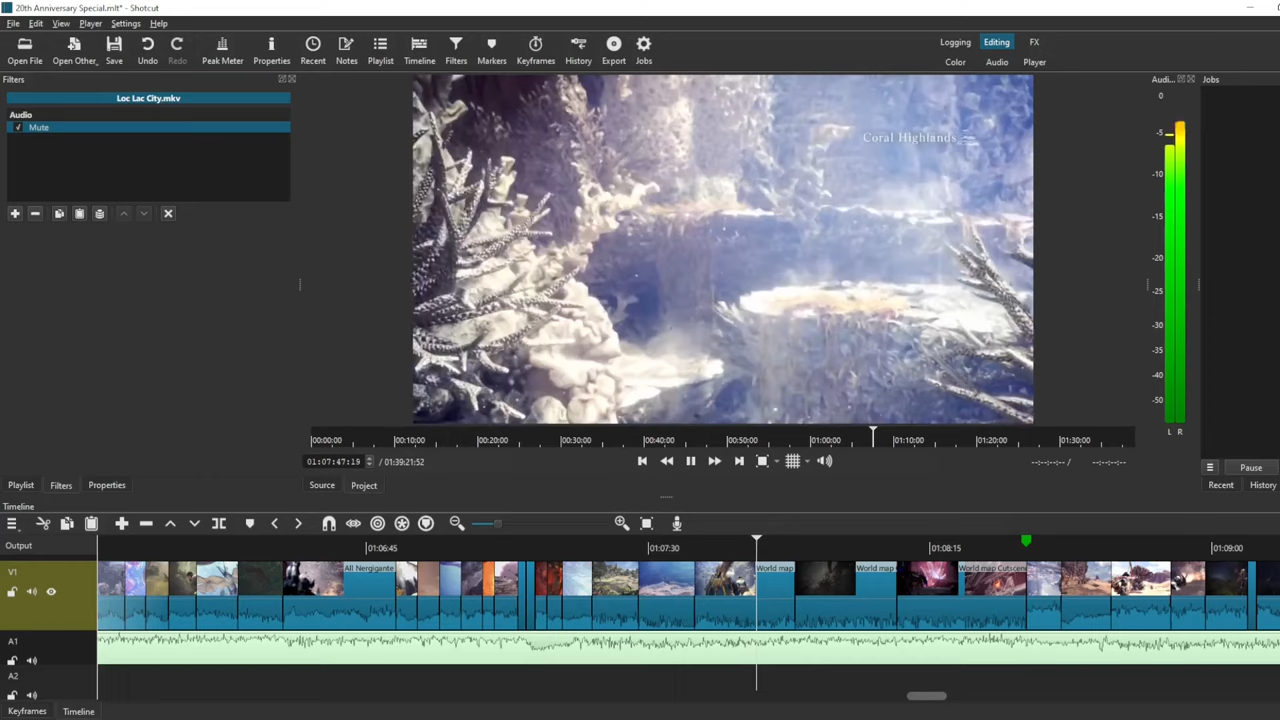 20th Anniversary Special.mlt* - Shotcut
File Edit View Player Settings Help
Open File Open Other... Save Undo Redo Peak Meter Properties Recent Notes Playlist Timeline Filters Markers Keyframes History Export Jobs
Logging Editing FX
Color Audio Player
Filters
Loc Lac City.mkv
Audio
Mute
Coral Highlands
Audi...
Jobs
0
-5
-10
-15
-20
-25
-30
-35
-40
-45
-50
L R
00:00:00 00:10:00 00:20:00 00:30:00 00:40:00 00:50:00 01:00:00 01:10:00 01:20:00 01:30:00
01:07:47:19 / 01:39:21:52
--:--:--:-- / --:--:--:--
Pause
Playlist Filters Properties
Source Project
Recent History
Timeline
Output
01:06:45 01:07:30 01:08:15 01:09:00
V1
All Nergigante
World map
World map
World map Cutscene
A1
A2
Keyframes Timeline